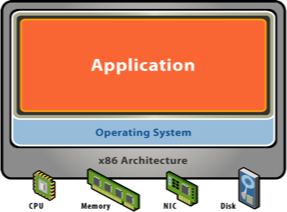 Application
Operating System
x86 Architecture
CPU Memory NIC Disk